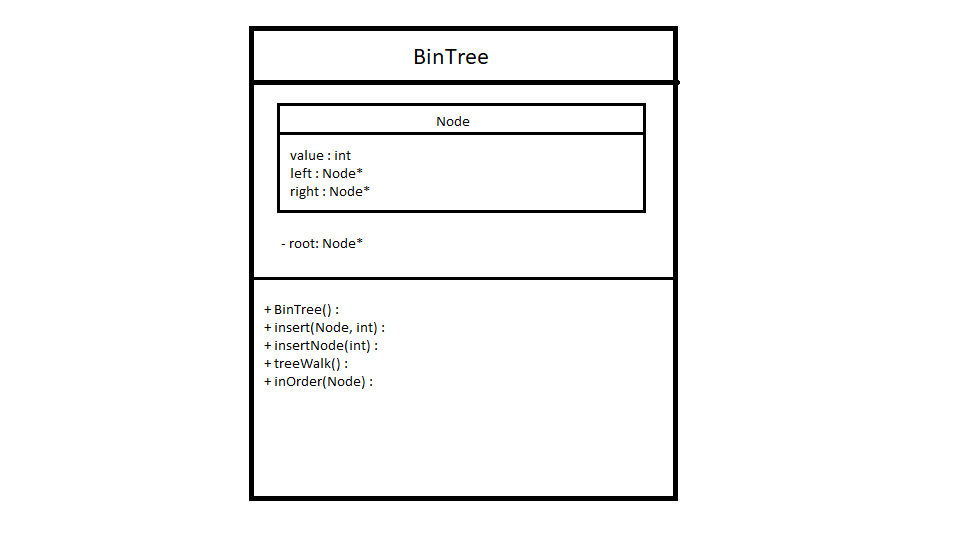 BinTree
Node
value : int
left : Node*
right : Node*
- root: Node*
+ BinTree() :
+ insert(Node, int) :
+ insertNode(int) :
+ treeWalk() :
+ inOrder(Node) :